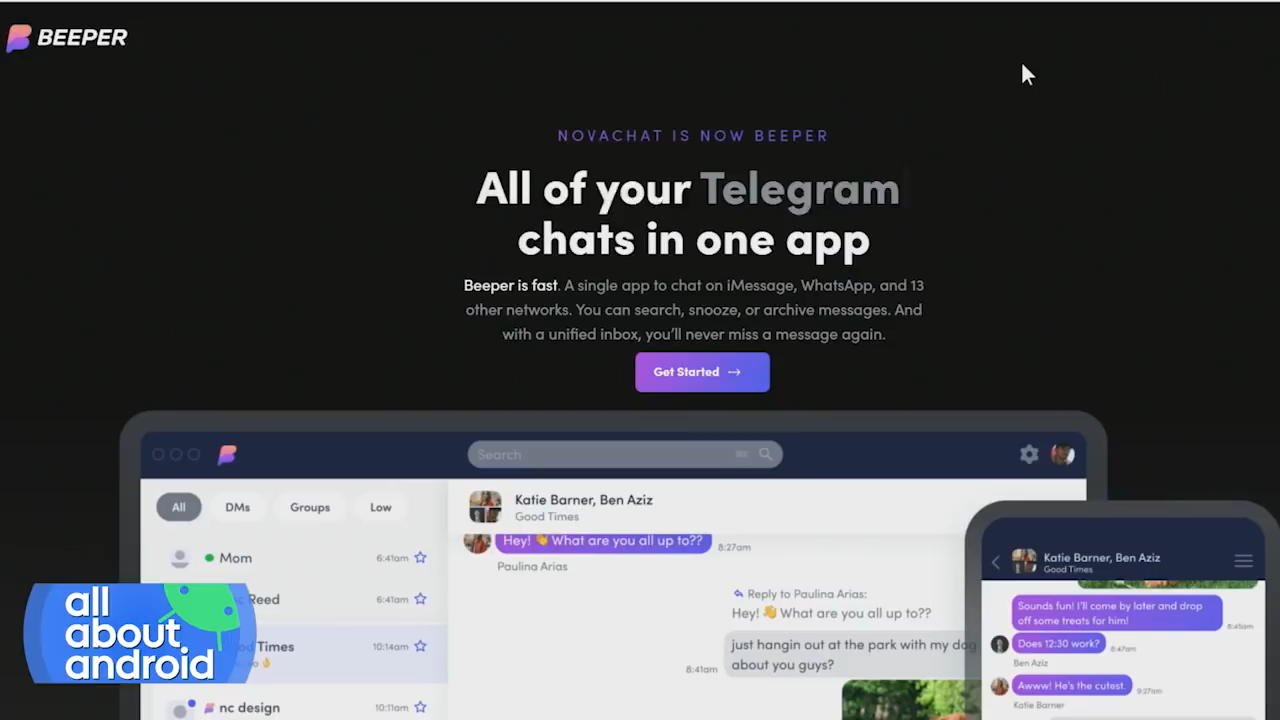 BEEPER
NOVACHAT IS NOW BEEPER
All of your Telegram
chats in one app
Beeper is fast. A single app to chat on iMessage, WhatsApp, and 13
other networks. You can search, snooze, or archive messages. And
with a unified inbox, you'll never miss a message again.
Get Started →
Search
All DMs Groups Low
Mom 6:41am
Reed 6:41am
Times 10:14am
nc design 10:11am
Katie Barner, Ben Aziz
Good Times
Hey! 👋 What are you all up to?? 8:27am
Paulina Arias
Reply to Paulina Arias:
Hey! 👋 What are you all up to??
just hangin out at the park with my dog
about you guys?
8:41am
Katie Barner, Ben Aziz
Good Times
Sounds fun! I'll come by later and drop
off some treats for him!
8:45am
Does 12:30 work? 8:47am
Ben Aziz
Awww! He's the cutest. 9:27am
Katie Barner
all
about
android